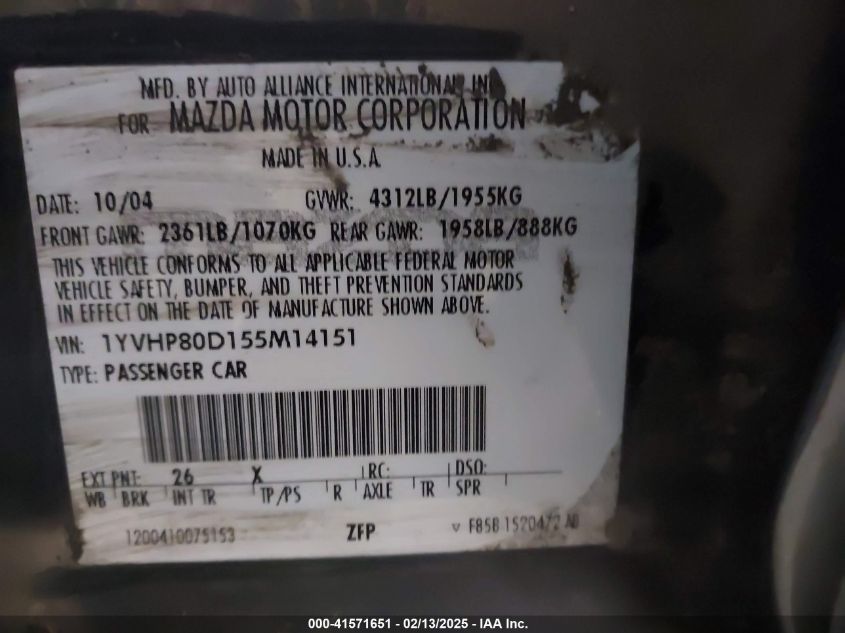 MFD. BY AUTO ALLIANCE INTERNATIONAL, INC
FOR MAZDA MOTOR CORPORATION
MADE IN U.S.A
DATE: 10/04 GVWR: 4312LB/1955KG
FRONT GAWR: 2361LB/1070KG REAR GAWR: 1958LB/888KG
THIS VEHICLE CONFORMS TO ALL APPLICABLE FEDERAL MOTOR
VEHICLE SAFETY, BUMPER, AND THEFT PREVENTION STANDARDS
IN EFFECT ON THE DATE OF MANUFACTURE SHOWN ABOVE.
VIN: 1YVHP80D155M14151
TYPE: PASSENGER CAR
EXT PNT: 26 X RC: DSO:
WB BRK INT TR TP/PS R AXLE TR SPR
1200410075153 ZFP F85B 1520472 AB
000-41571651 - 02/13/2025 - IAA Inc.